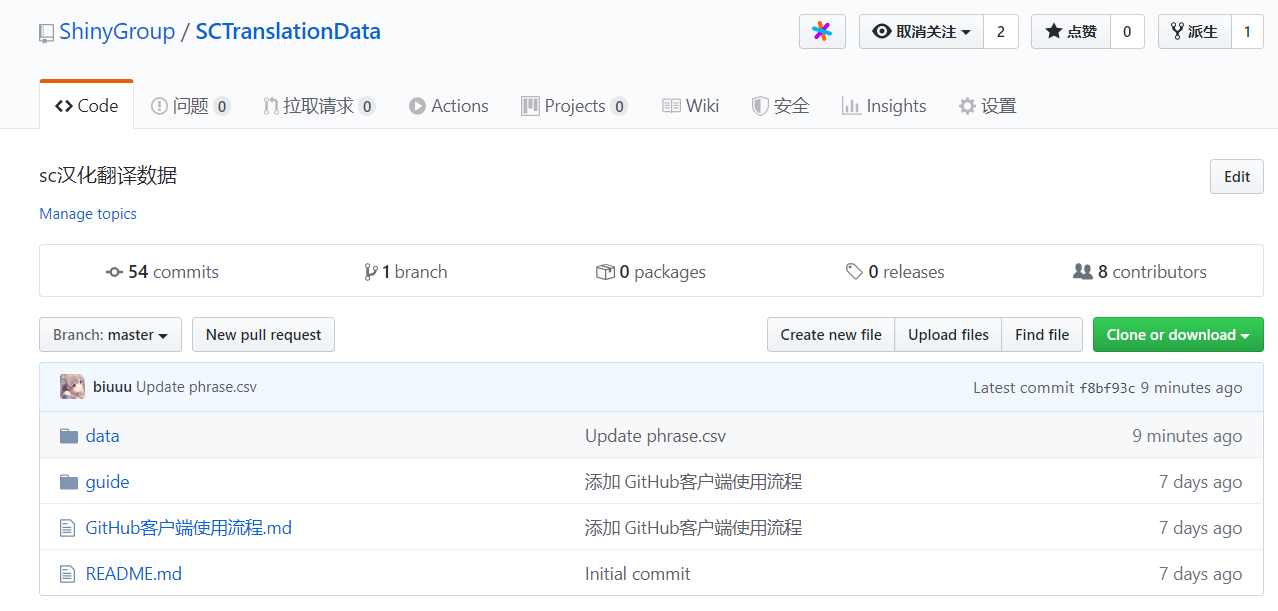 ShinyGroup / SCTranslationData 取消关注 2 点赞 0 派生 1
Code 问题 0 拉取请求 0 Actions Projects 0 Wiki 安全 Insights 设置
sc汉化翻译数据 Edit
Manage topics
54 commits 1 branch 0 packages 0 releases 8 contributors
Branch: master New pull request Create new file Upload files Find file Clone or download
biuuu Update phrase.csv Latest commit f8bf93c 9 minutes ago
data Update phrase.csv 9 minutes ago
guide 添加 GitHub客户端使用流程 7 days ago
GitHub客户端使用流程.md 添加 GitHub客户端使用流程 7 days ago
README.md Initial commit 7 days ago